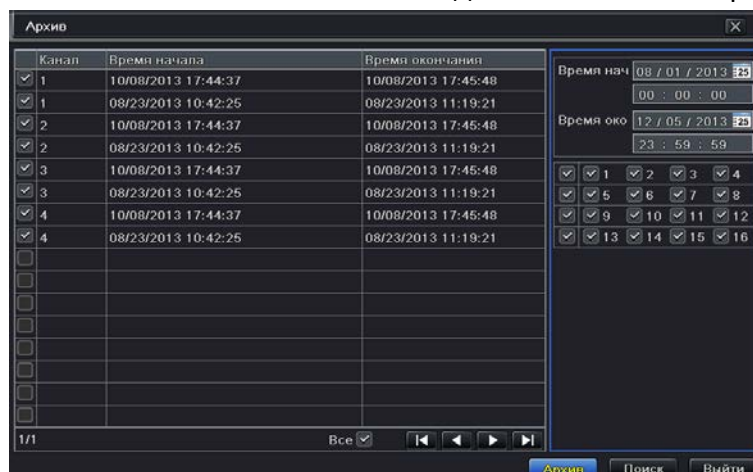 Архив
Канал Время начала Время окончания
1 10/08/2013 17:44:37 10/08/2013 17:45:48
1 08/23/2013 10:42:25 08/23/2013 11:19:21
2 10/08/2013 17:44:37 10/08/2013 17:45:48
2 08/23/2013 10:42:25 08/23/2013 11:19:21
3 10/08/2013 17:44:37 10/08/2013 17:45:48
3 08/23/2013 10:42:25 08/23/2013 11:19:21
4 10/08/2013 17:44:37 10/08/2013 17:45:48
4 08/23/2013 10:42:25 08/23/2013 11:19:21
1/1 Все
Время нач 08 / 01 / 2013 25
00 : 00 : 00
Время око 12 / 05 / 2013 25
23 : 59 : 59
1 2 3 4
5 6 7 8
9 10 11 12
13 14 15 16
Архив Поиск Выйти